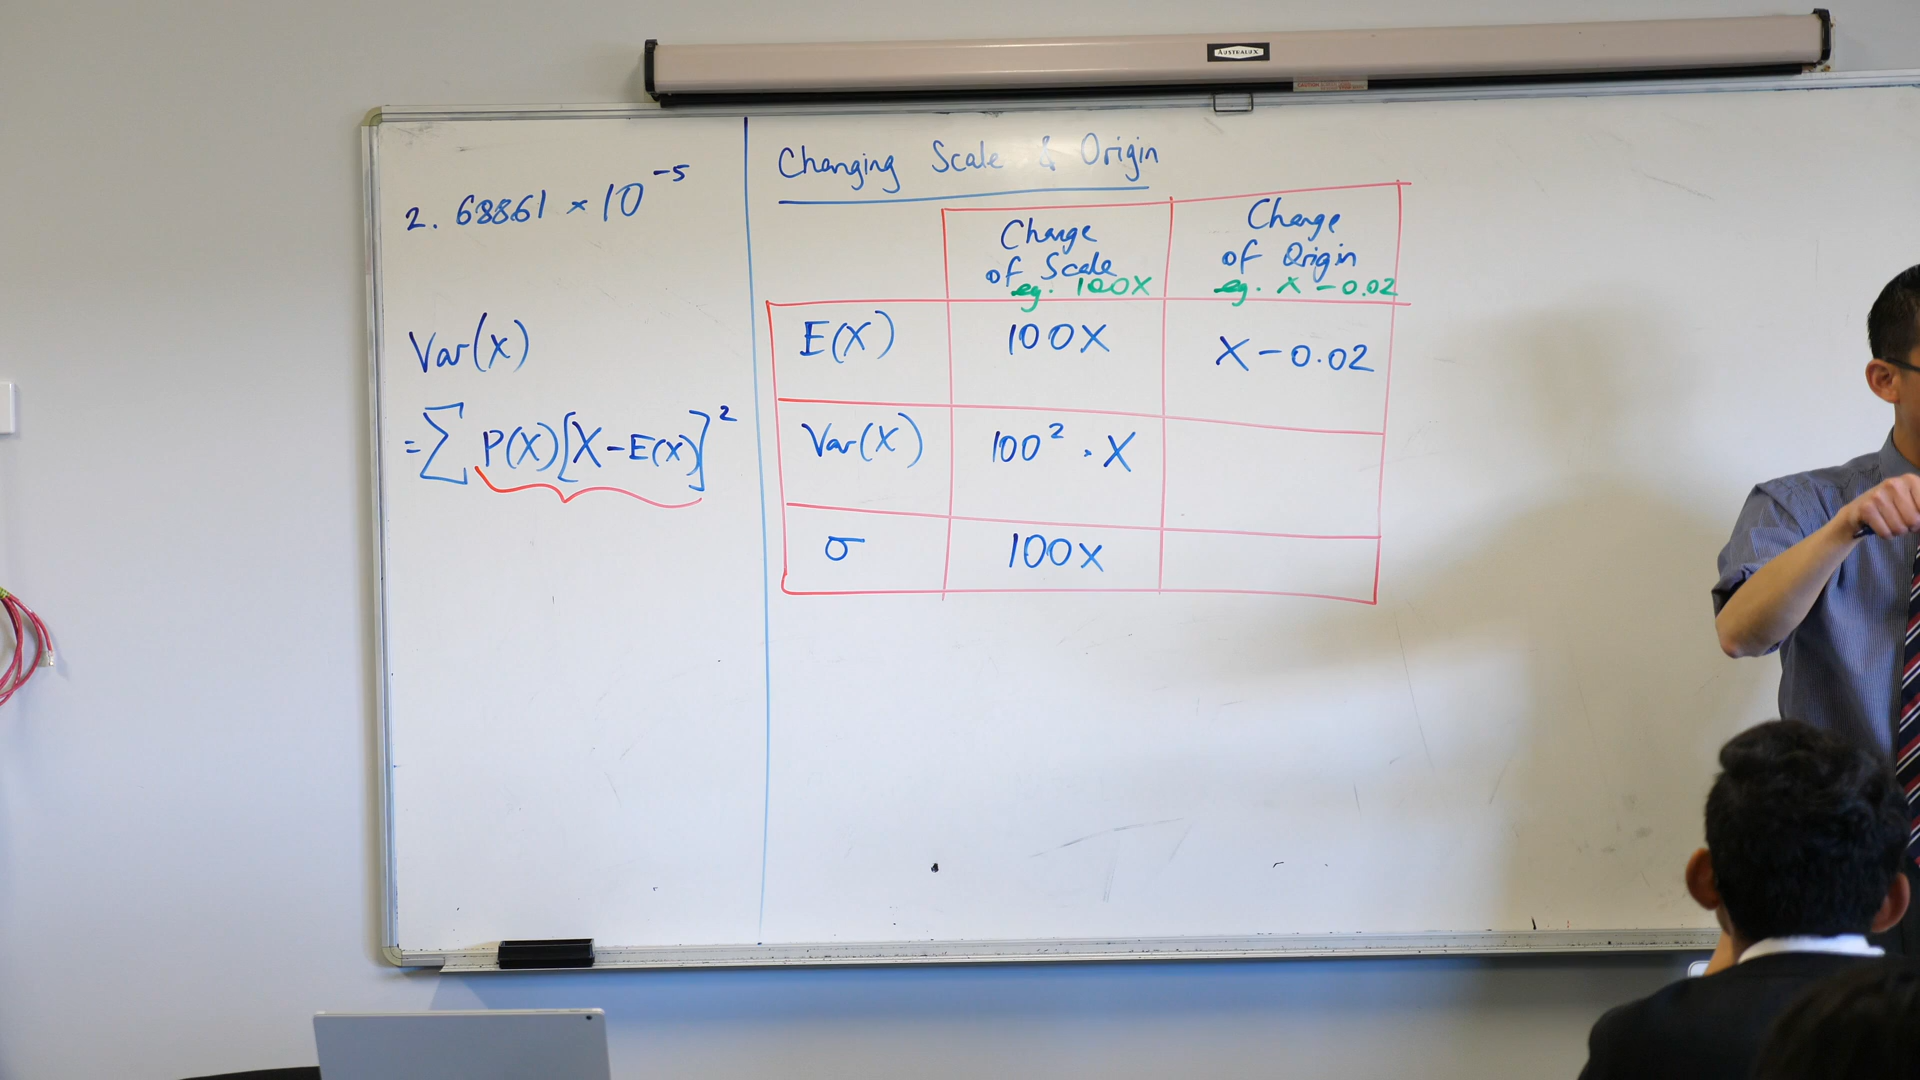 AUSTRALUX
2.68861 × 10⁻⁵
Var(X)
= Σ P(X)[X-E(X)]²
Changing Scale & Origin
Change
of Scale
eg. 100X
Change
of Origin
eg. X - 0.02
E(X)
100X
X - 0.02
Var(X)
100² · X
σ
100X